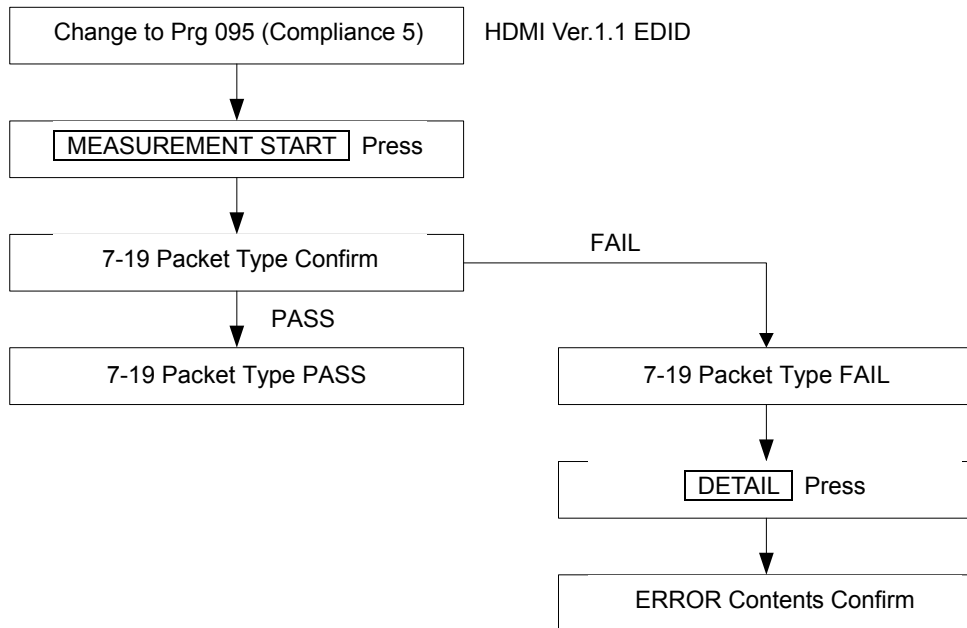 Change to Prg 095 (Compliance 5) HDMI Ver.1.1 EDID
MEASUREMENT START Press
7-19 Packet Type Confirm
FAIL
PASS
7-19 Packet Type PASS
7-19 Packet Type FAIL
DETAIL Press
ERROR Contents Confirm